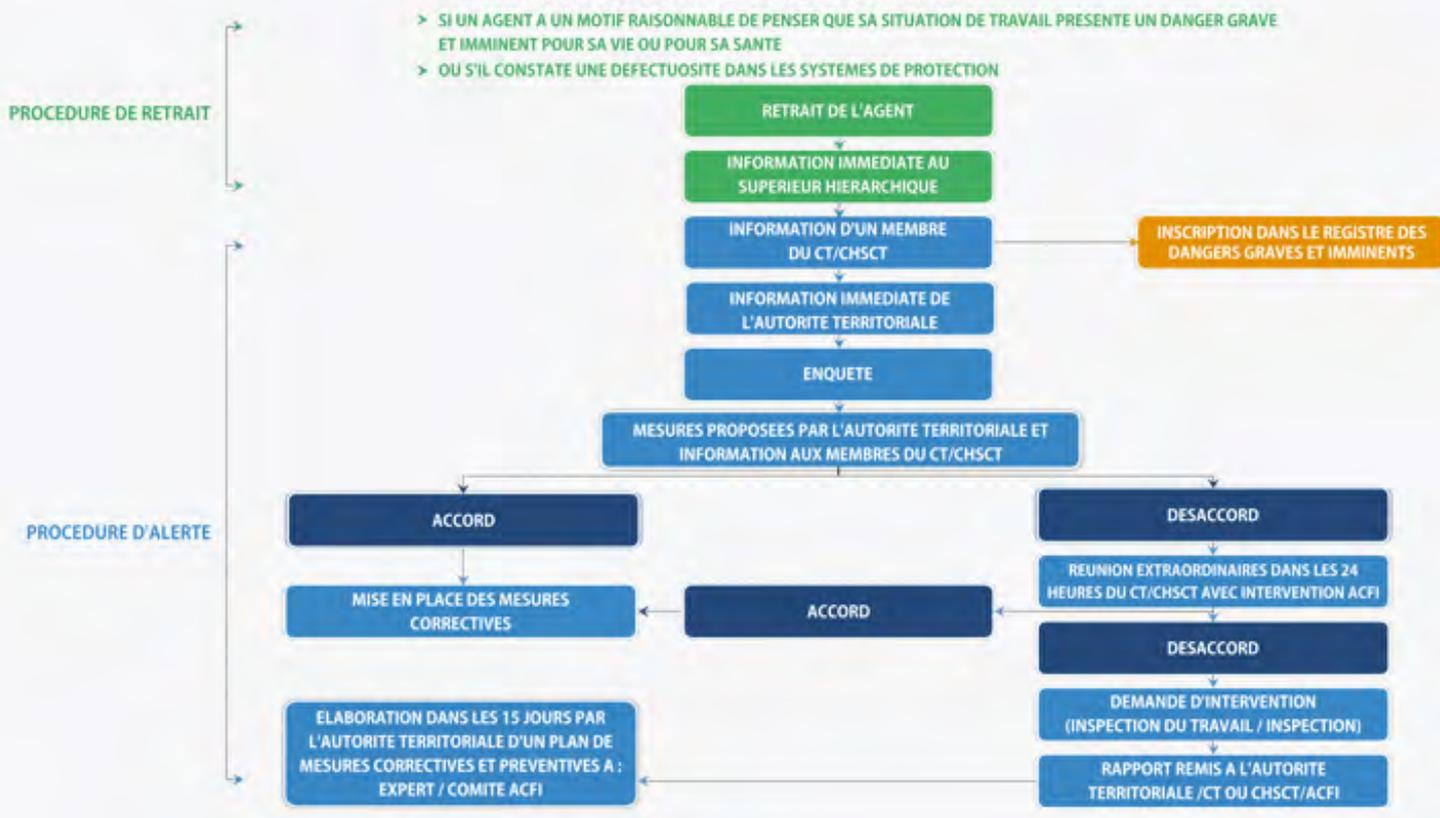 > SI UN AGENT A UN MOTIF RAISONNABLE DE PENSER QUE SA SITUATION DE TRAVAIL PRESENTE UN DANGER GRAVE
ET IMMINENT POUR SA VIE OU POUR SA SANTE
> OU S'IL CONSTATE UNE DEFECTUOSITE DANS LES SYSTEMES DE PROTECTION
PROCEDURE DE RETRAIT
RETRAIT DE L'AGENT
INFORMATION IMMEDIATE AU
SUPERIEUR HIERARCHIQUE
INFORMATION D'UN MEMBRE
DU CT/CHSCT
INSCRIPTION DANS LE REGISTRE DES
DANGERS GRAVES ET IMMINENTS
INFORMATION IMMEDIATE DE
L'AUTORITE TERRITORIALE
ENQUETE
MESURES PROPOSEES PAR L'AUTORITE TERRITORIALE ET
INFORMATION AUX MEMBRES DU CT/CHSCT
PROCEDURE D'ALERTE
ACCORD
DESACCORD
REUNION EXTRAORDINAIRES DANS LES 24
HEURES DU CT/CHSCT AVEC INTERVENTION ACFI
MISE EN PLACE DES MESURES
CORRECTIVES
ACCORD
DESACCORD
DEMANDE D'INTERVENTION
(INSPECTION DU TRAVAIL / INSPECTION)
RAPPORT REMIS A L'AUTORITE
TERRITORIALE /CT OU CHSCT/ACFI
ELABORATION DANS LES 15 JOURS PAR
L'AUTORITE TERRITORIALE D'UN PLAN DE
MESURES CORRECTIVES ET PREVENTIVES A :
EXPERT / COMITE ACFI